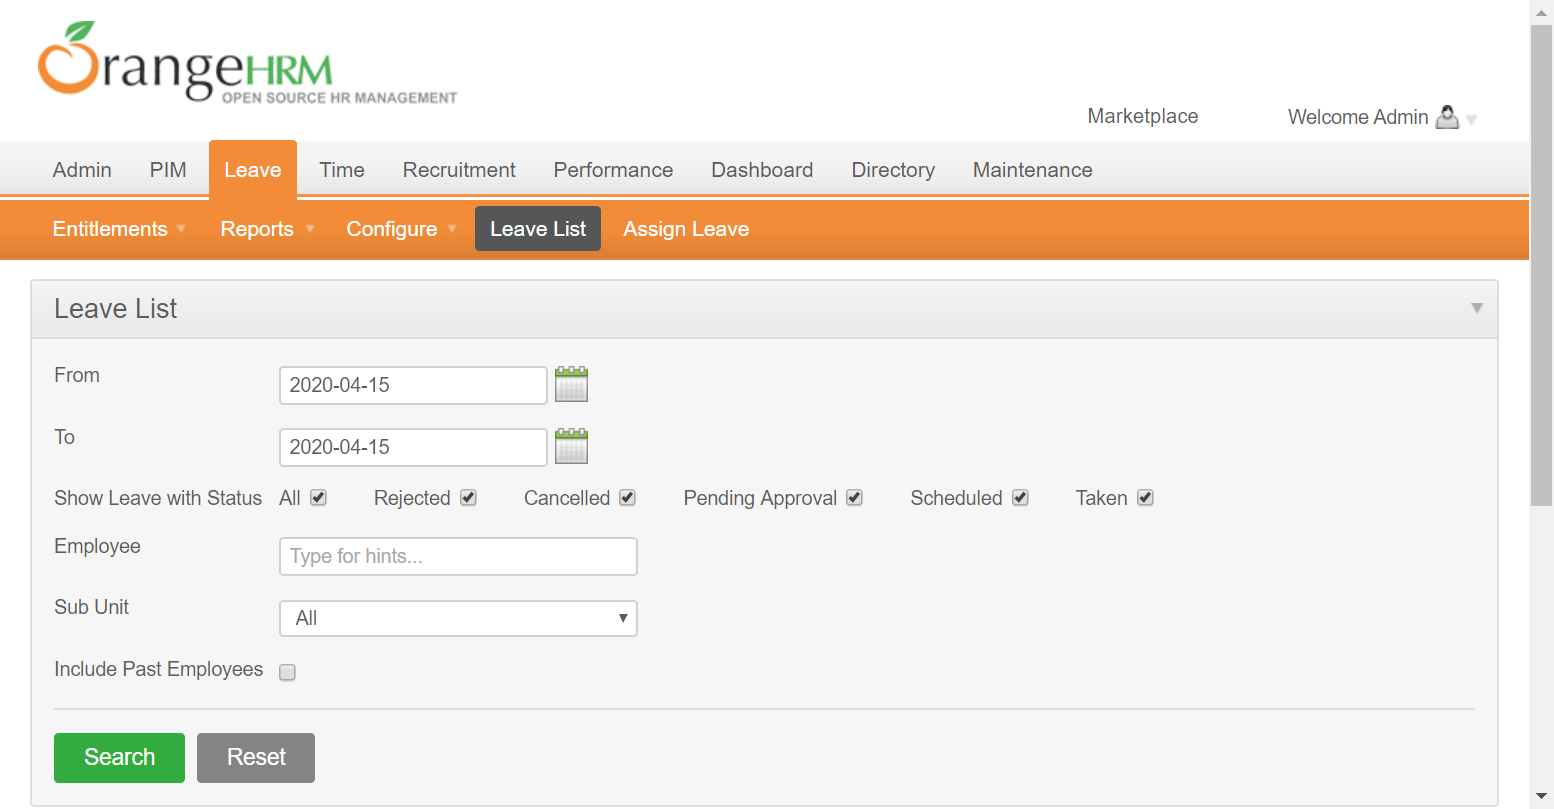 OrangeHRM
OPEN SOURCE HR MANAGEMENT
Marketplace Welcome Admin
Admin PIM Leave Time Recruitment Performance Dashboard Directory Maintenance
Entitlements Reports Configure Leave List Assign Leave
Leave List
From 2020-04-15
To 2020-04-15
Show Leave with Status All Rejected Cancelled Pending Approval Scheduled Taken
Employee Type for hints...
Sub Unit All
Include Past Employees
Search Reset